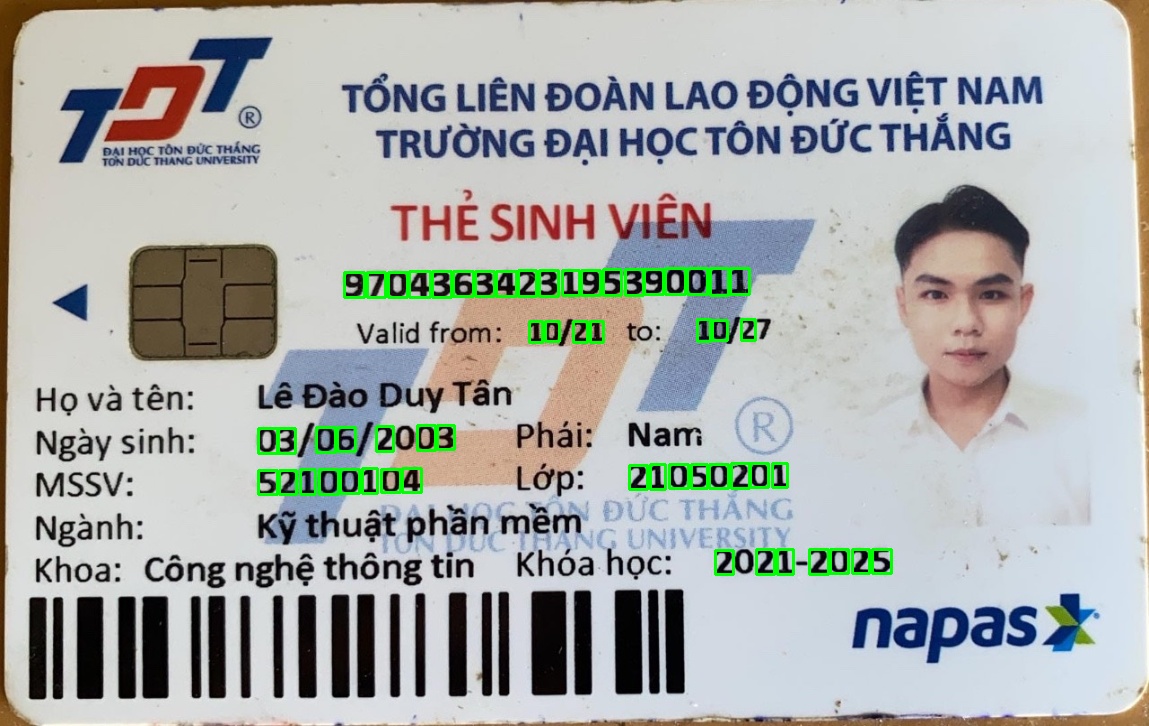 TDT®
ĐẠI HỌC TÔN ĐỨC THẮNG
TON DUC THANG UNIVERSITY
TỔNG LIÊN ĐOÀN LAO ĐỘNG VIỆT NAM
TRƯỜNG ĐẠI HỌC TÔN ĐỨC THẮNG
THẺ SINH VIÊN
9704363423195390011
Valid from: 10/21 to: 10/27
Họ và tên: Lê Đào Duy Tân
Ngày sinh: 03/06/2003 Phái: Nam
MSSV: 52100104 Lớp: 21050201
Ngành: Kỹ thuật phần mềm
Khoa: Công nghệ thông tin Khóa học: 2021-2025
TDT®
ĐẠI HỌC TÔN ĐỨC THẮNG
TON DUC THANG UNIVERSITY
napas